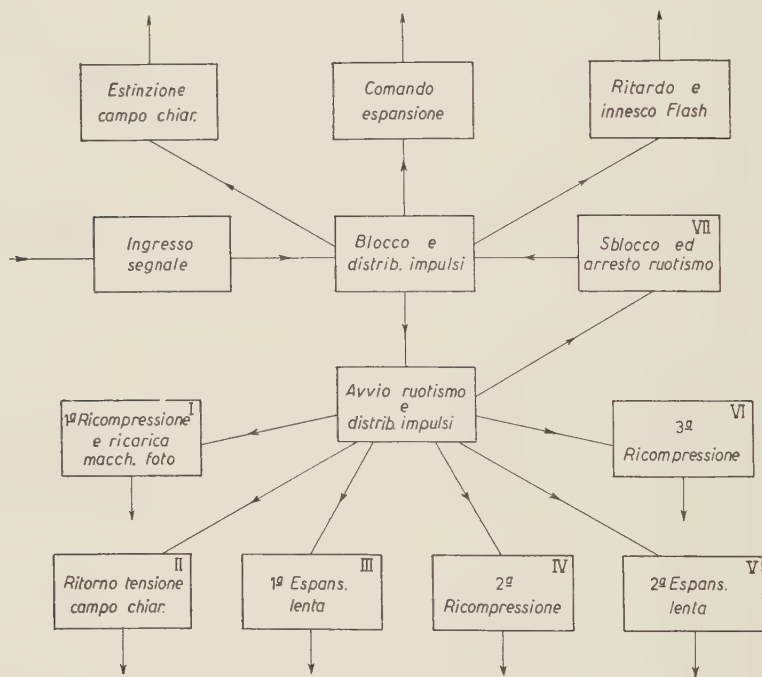 Estinzione
campo chiar.
Comando
espansione
Ritardo e
innesco Flash
Ingresso
segnale
Blocco e
distrib. impulsi
VII
Sblocco ed
arresto ruotismo
Avvio ruotismo
e
distrib. impulsi
I
1ª Ricompressione
e ricarica
macch. foto
VI
3ª
Ricompressione
II
Ritorno tensione
campo chiar.
III
1ª Espans.
lenta
IV
2ª
Ricompressione
V
2ª Espans.
lenta